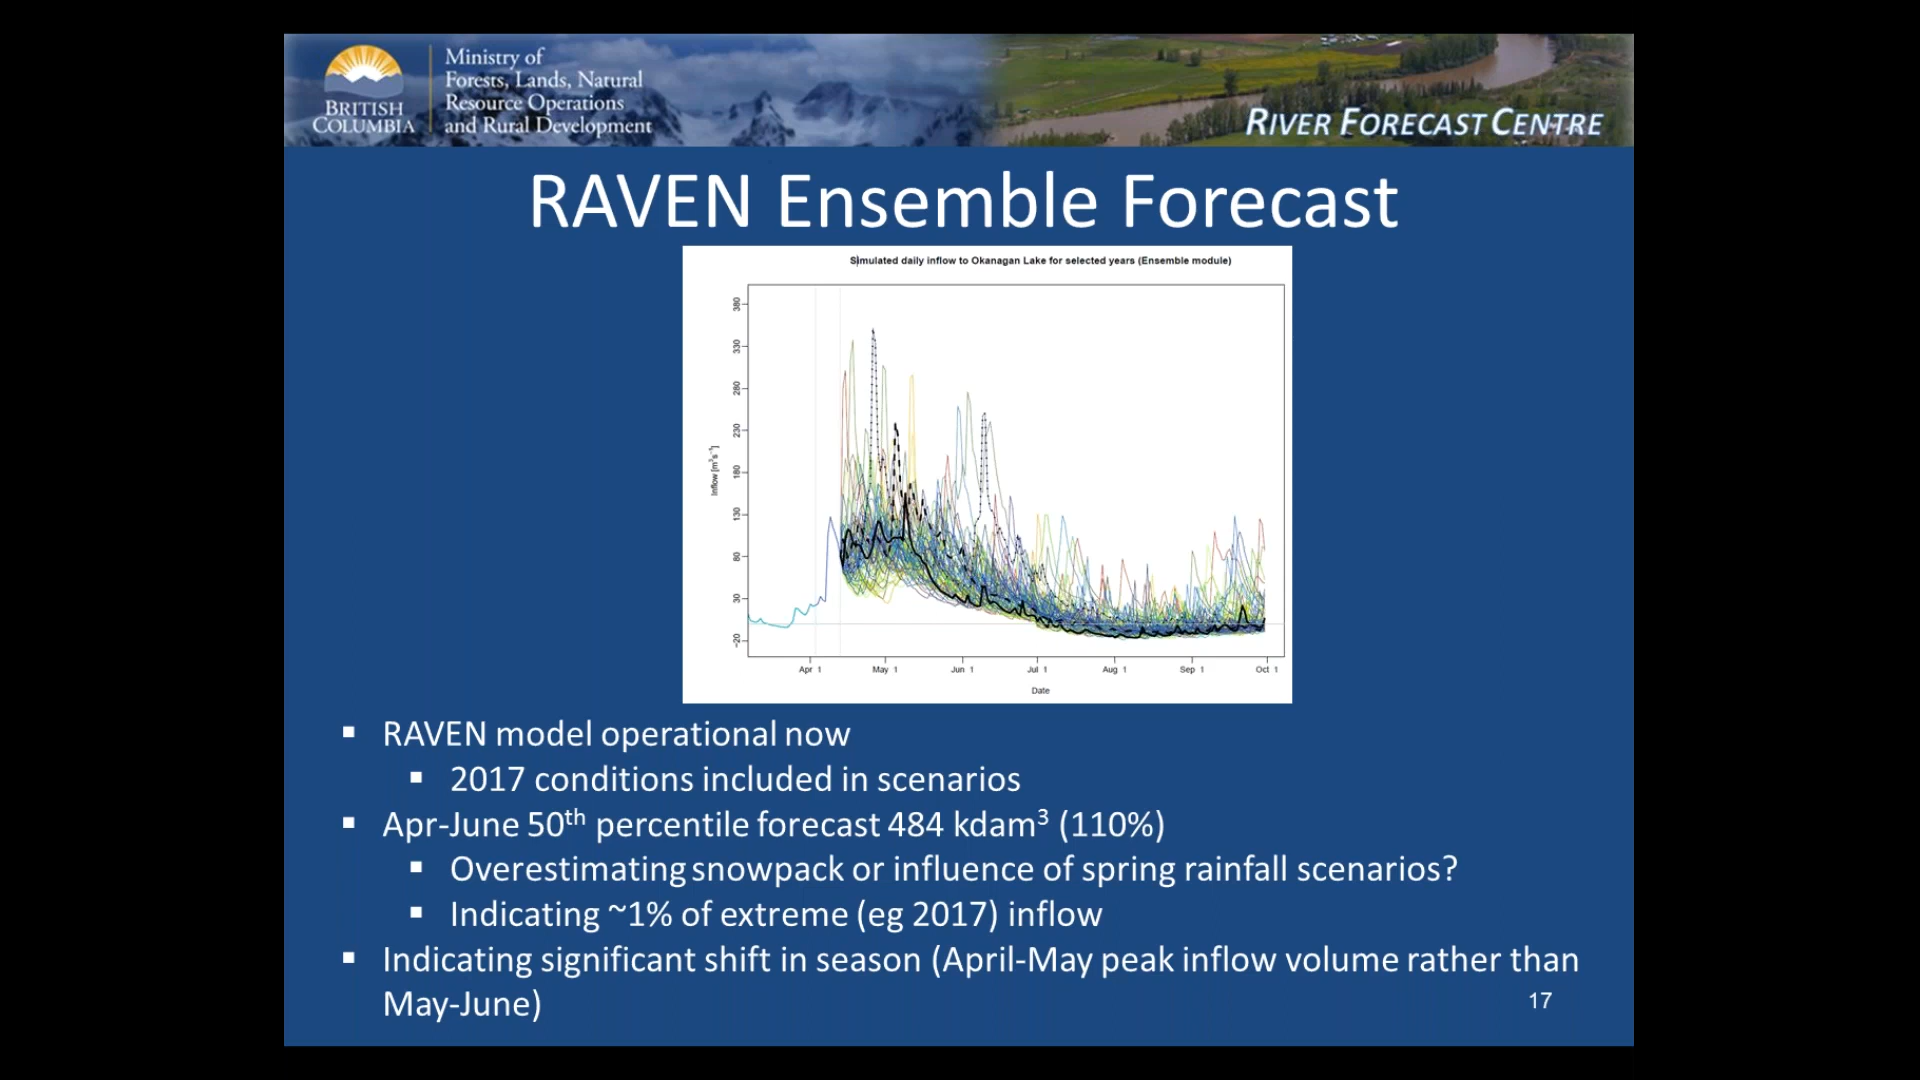 BRITISH
COLUMBIA
Ministry of
Forests, Lands, Natural
Resource Operations
and Rural Development
RIVER FORECAST CENTRE
RAVEN Ensemble Forecast
Simulated daily inflow to Okanagan Lake for selected years (Ensemble module)
380
330
280
230
180
130
80
30
-20
Inflow [m³s⁻¹]
Apr 1 May 1 Jun 1 Jul 1 Aug 1 Sep 1 Oct 1
Date
▪ RAVEN model operational now
▪ 2017 conditions included in scenarios
▪ Apr-June 50th percentile forecast 484 kdam³ (110%)
▪ Overestimating snowpack or influence of spring rainfall scenarios?
▪ Indicating ~1% of extreme (eg 2017) inflow
▪ Indicating significant shift in season (April-May peak inflow volume rather than
May-June)
17